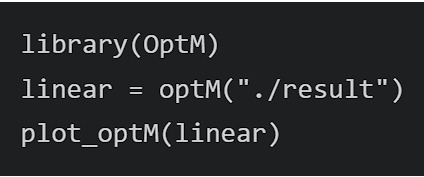 library(OptM)
linear = optM("./result")
plot_optM(linear)